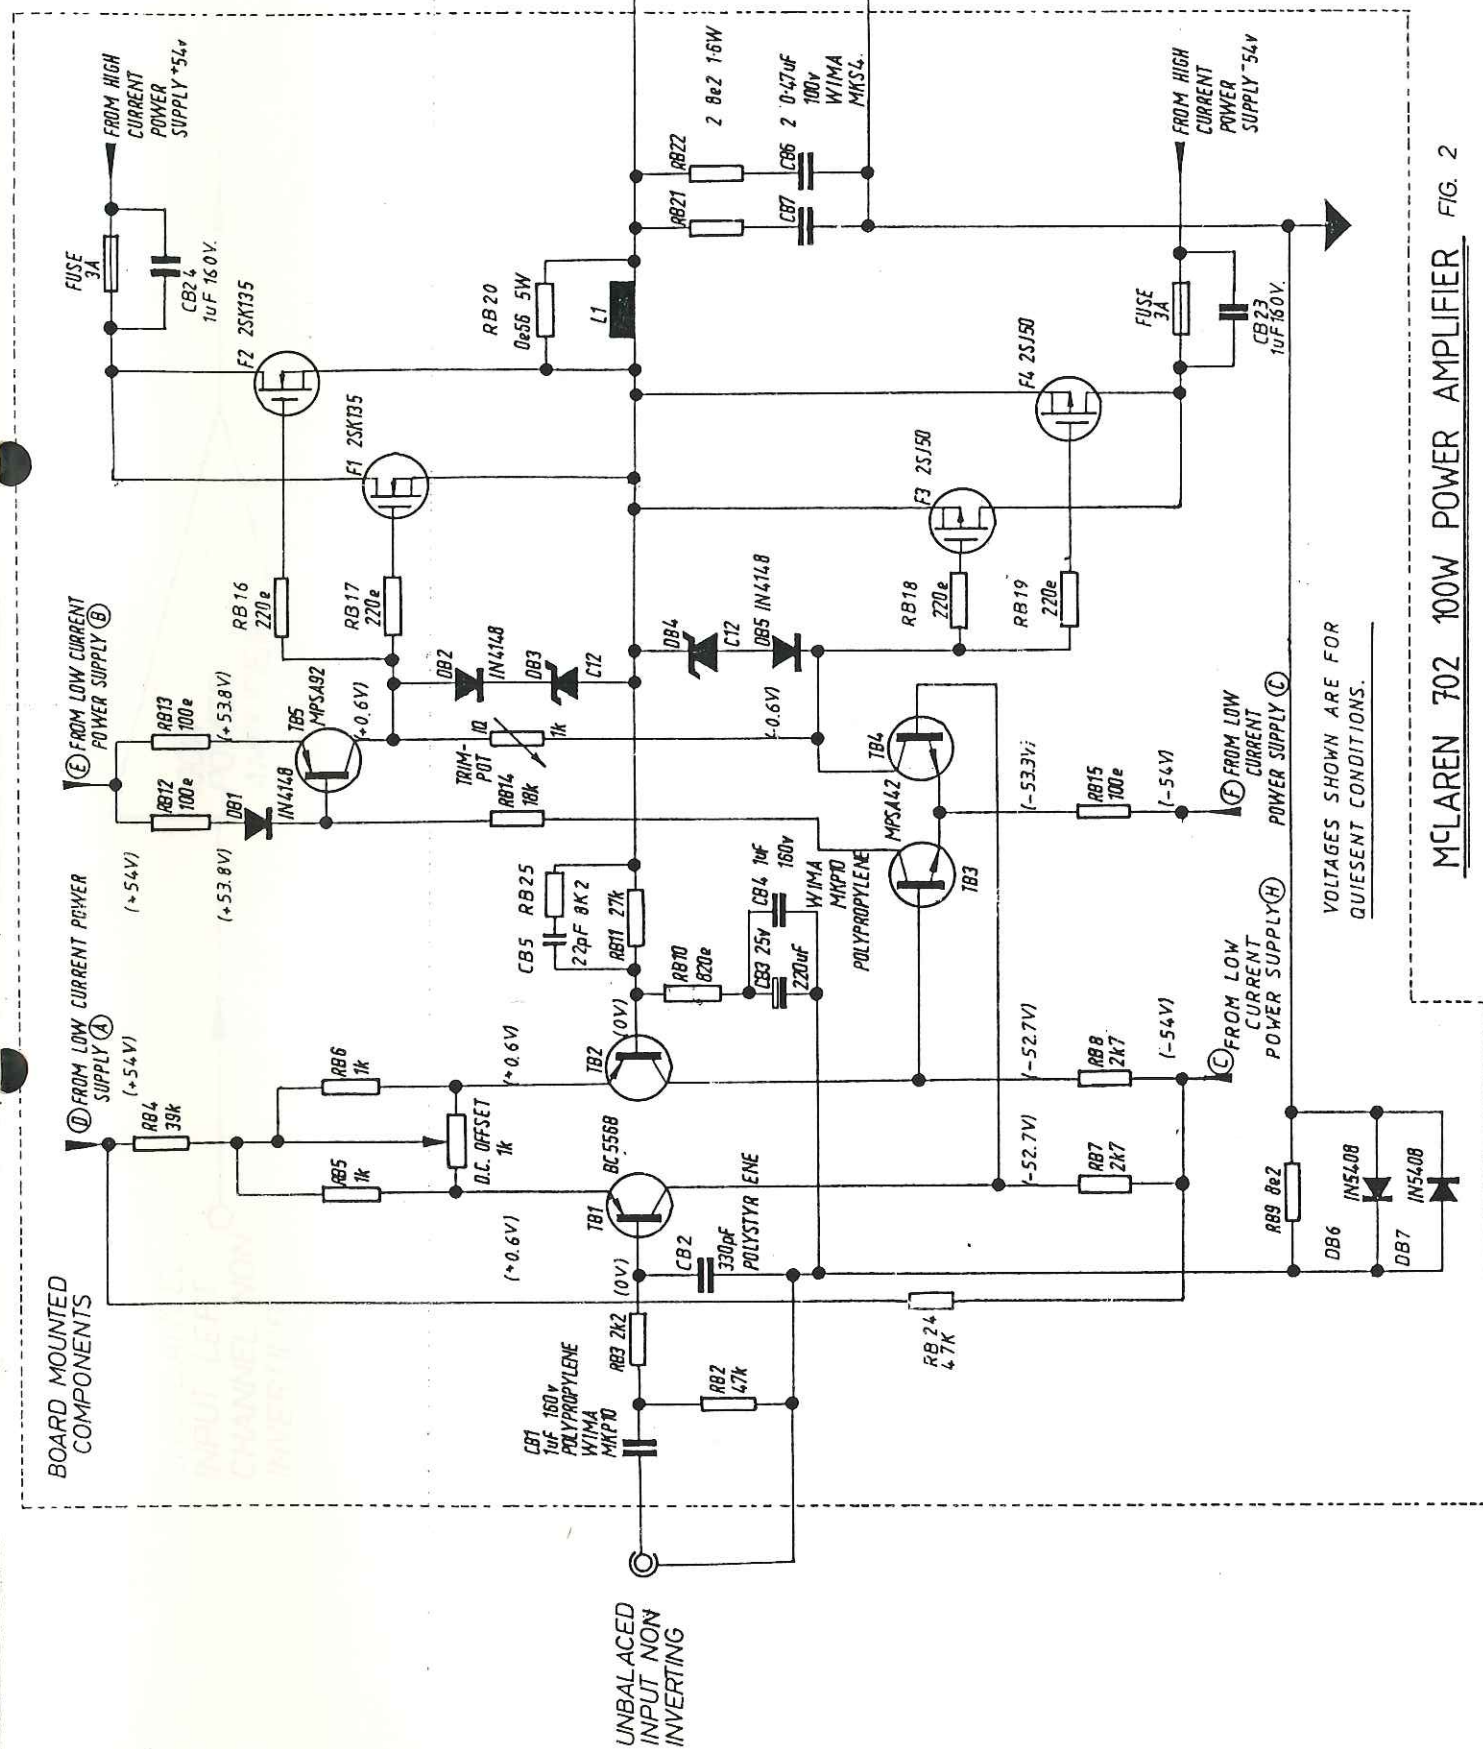 BOARD MOUNTED
COMPONENTS
UNBALACED
INPUT NON
INVERTING
CB1
1uF 160v
POLYPROPYLENE
WIMA
MKP10
RB3 2k2
RB2
47k
(0V)
CB2
330pF
POLYSTYR ENE
RB24
47K
D FROM LOW CURRENT POWER
SUPPLY A
(+54V)
RB4
39k
RB5
1k
RB6
1k
D.C. OFFSET
1k
(+0.6V)
(+0.6V)
TB1
BC556B
TB2
(0V)
(-52.7V)
(-52.7V)
RB7
2k7
RB8
2k7
(-54V)
C FROM LOW
CURRENT
POWER SUPPLY H
CB5
22pF
RB25
8K2
RB11 27k
RB10
820e
CB3 25v
220uF
CB4 1uF
160v
WIMA
MKP10
POLYPROPYLENE
E FROM LOW CURRENT
POWER SUPPLY B
(+54V)
(+53.8V)
RB12
100e
RB13
100e
(+53.8V)
DB1
IN4148
TB5
MPSA92
(+0.6V)
TRIM-
POT
IQ
1k
RB14
18k
(-0.6V)
TB3
MPSA42
TB4
(-53.3V)
RB15
100e
(-54V)
F FROM LOW
CURRENT
POWER SUPPLY C
DB2
IN4148
DB3
C12
DB4
C12
DB5 IN4148
RB16
220e
RB17
220e
RB18
220e
RB19
220e
F1 2SK135
F2 2SK135
F3 2SJ50
F4 2SJ50
FUSE
3A
CB24
1uF 160V.
FROM HIGH
CURRENT
POWER
SUPPLY +54v
RB20
0e56 5W
L1
RB21
RB22
2 8e2 1·6W
CB7
CB6
2 0·47uF
100v
WIMA
MKS4.
FUSE
3A
CB23
1uF160V.
FROM HIGH
CURRENT
POWER
SUPPLY -54v
RB9 8e2
DB6
IN5408
DB7
IN5408
VOLTAGES SHOWN ARE FOR
QUIESENT CONDITIONS.
MCLAREN 702 100W POWER AMPLIFIER FIG. 2